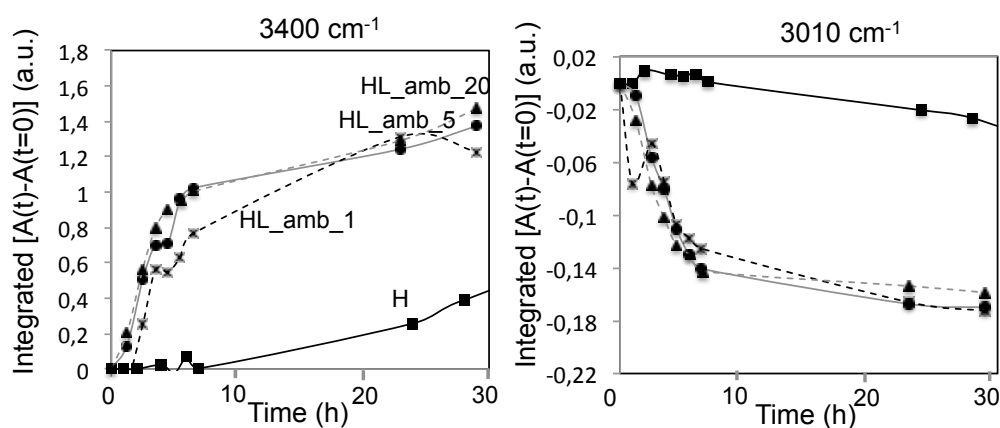 3400 cm-1
Integrated [A(t)-A(t=0)] (a.u.)
1,8
1,6
1,4
1,2
1
0,8
0,6
0,4
0,2
0
HL_amb_20
HL_amb_5
HL_amb_1
H
0
10
20
30
Time (h)
3010 cm-1
Integrated [A(t)-A(t=0)] (a.u.)
0,02
-0,02
-0,06
-0,1
-0,14
-0,18
-0,22
0
10
20
30
Time (h)